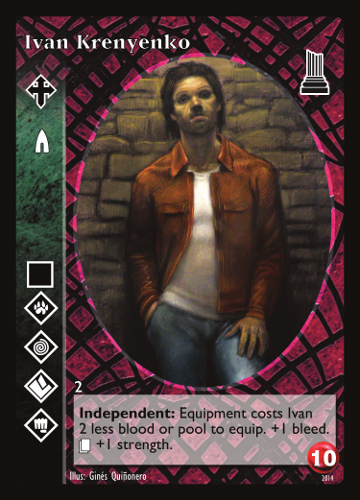 Ivan Krenyenko
2
Independent: Equipment costs Ivan
2 less blood or pool to equip. +1 bleed.
+1 strength.
10
Illus: Ginés Quiñonero
2014